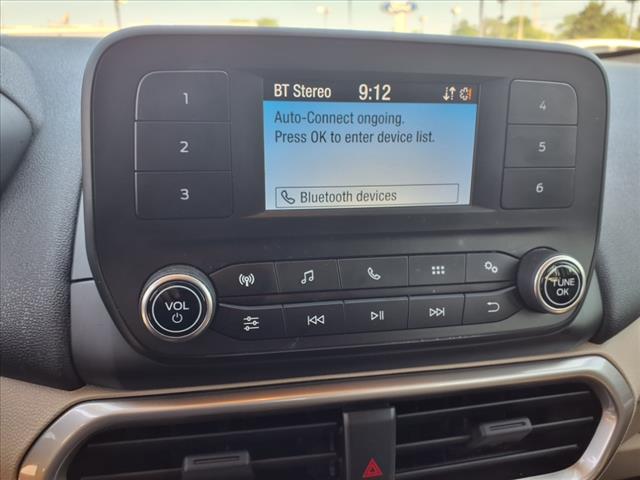 BT Stereo 9:12
Auto-Connect ongoing.
Press OK to enter device list.
Bluetooth devices
1
2
3
4
5
6
VOL
TUNE
OK